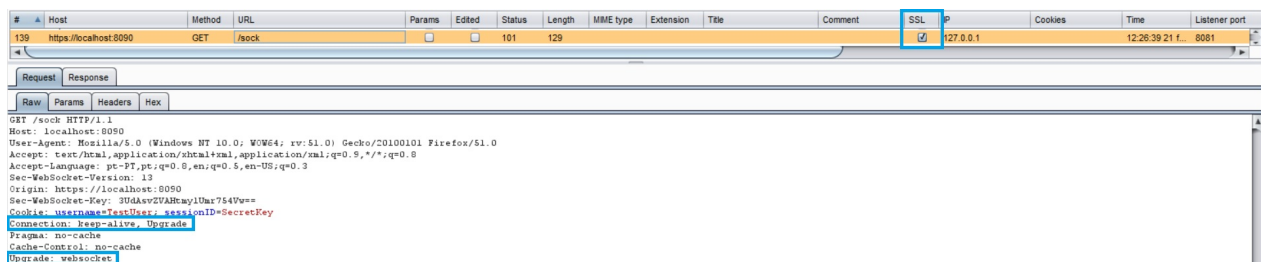 # Host Method URL Params Edited Status Length MIME type Extension Title Comment SSL IP Cookies Time Listener port
139 https://localhost:8090 GET /sock 101 129 127.0.0.1 12:26:39 21 f... 8081
Request Response
Raw Params Headers Hex
GET /sock HTTP/1.1
Host: localhost:8090
User-Agent: Mozilla/5.0 (Windows NT 10.0; WOW64; rv:51.0) Gecko/20100101 Firefox/51.0
Accept: text/html,application/xhtml+xml,application/xml;q=0.9,*/*;q=0.8
Accept-Language: pt-PT,pt;q=0.8,en;q=0.5,en-US;q=0.3
Sec-WebSocket-Version: 13
Origin: https://localhost:8090
Sec-WebSocket-Key: 3UdAsvZVAHtmylUmr754Vw==
Cookie: username=TestUser; sessionID=SecretKey
Connection: keep-alive, Upgrade
Pragma: no-cache
Cache-Control: no-cache
Upgrade: websocket